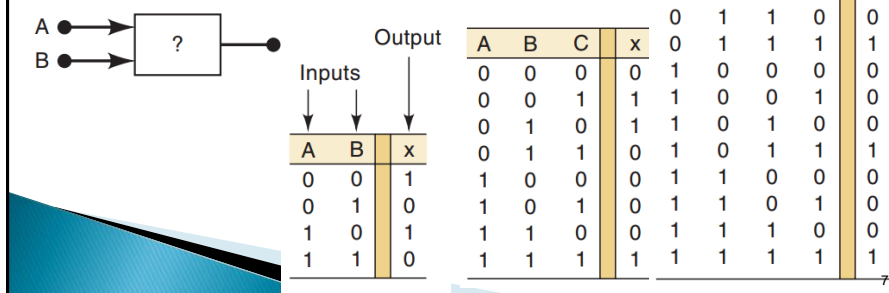 A
B
?
Output
Inputs
A B x
0 0 1
0 1 0
1 0 1
1 1 0
A B C x
0 0 0 0
0 0 1 1
0 1 0 1
0 1 1 0
1 0 0 0
1 0 1 0
1 1 0 0
1 1 1 1
0 1 1 0 0
0 1 1 1 1
1 0 0 0 0
1 0 0 1 0
1 0 1 0 0
1 0 1 1 1
1 1 0 0 0
1 1 0 1 0
1 1 1 0 0
1 1 1 1 1
7